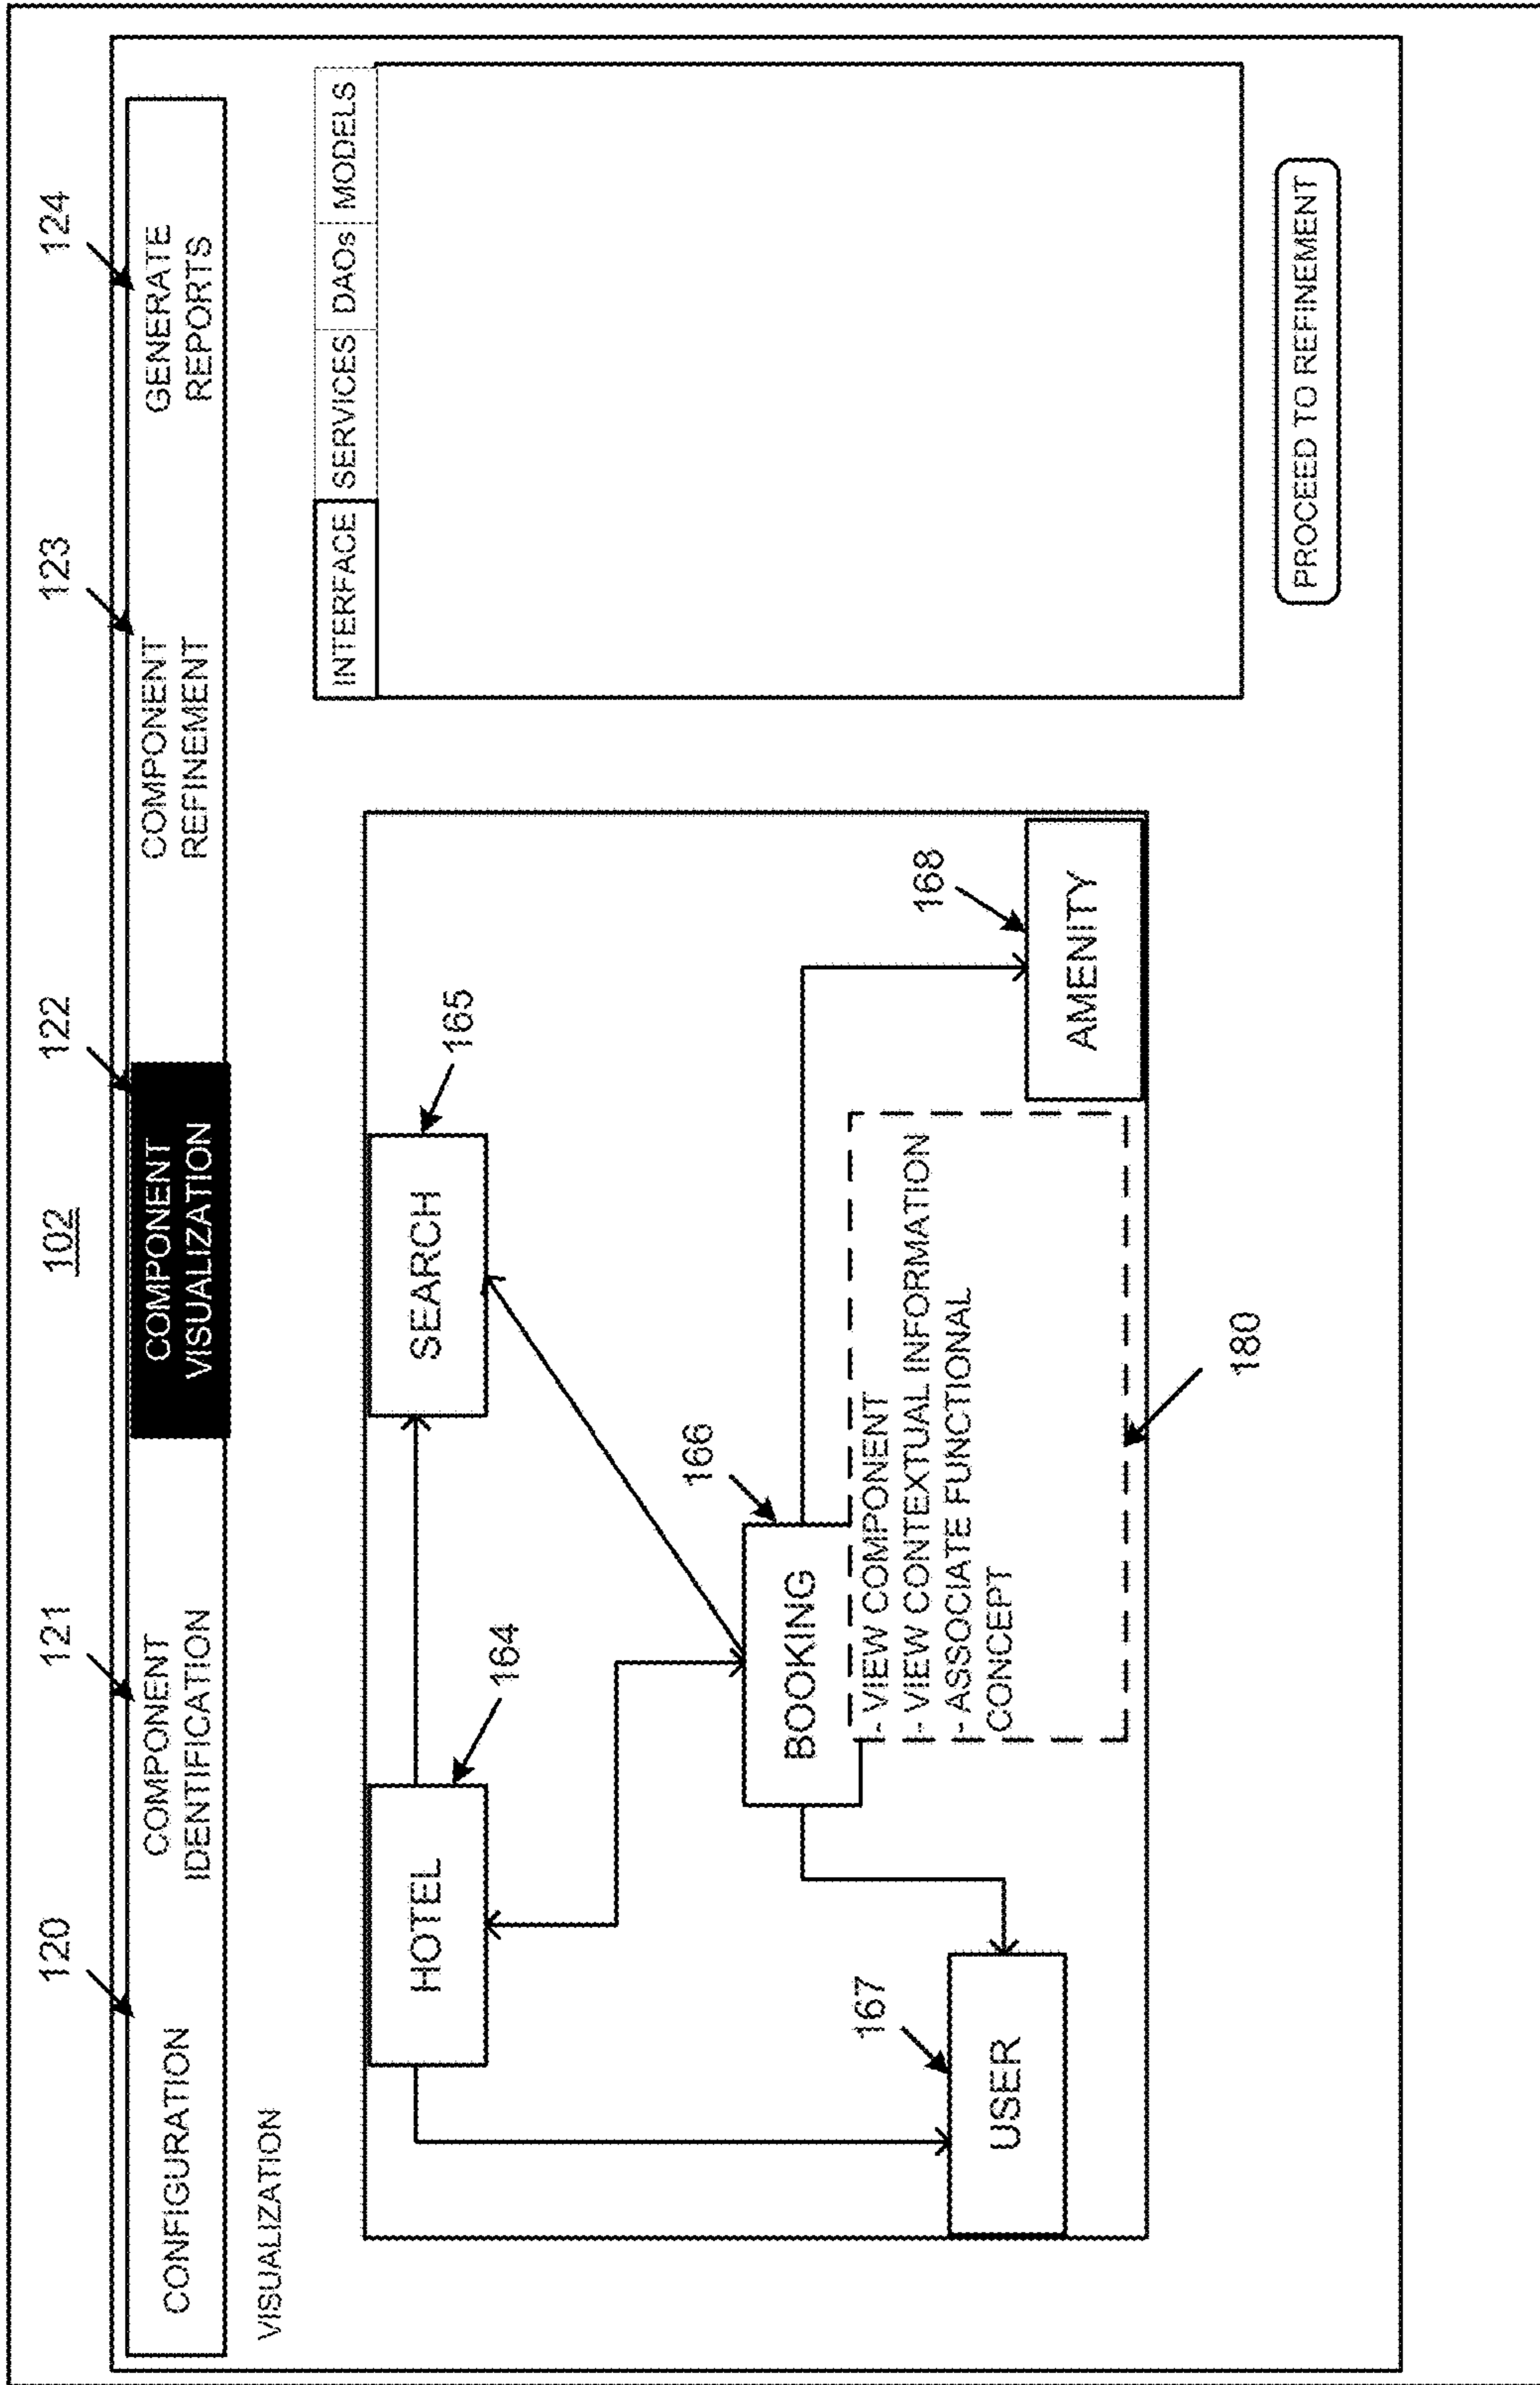 102
120
121
122
123
124
CONFIGURATION
COMPONENT
IDENTIFICATION
COMPONENT
VISUALIZATION
COMPONENT
REFINEMENT
GENERATE
REPORTS
VISUALIZATION
INTERFACE
SERVICES
DAOs
MODELS
HOTEL
164
SEARCH
165
BOOKING
166
- VIEW COMPONENT
- VIEW CONTEXTUAL INFORMATION
- ASSOCIATE FUNCTIONAL
CONCEPT
USER
167
AMENITY
168
180
PROCEED TO REFINEMENT